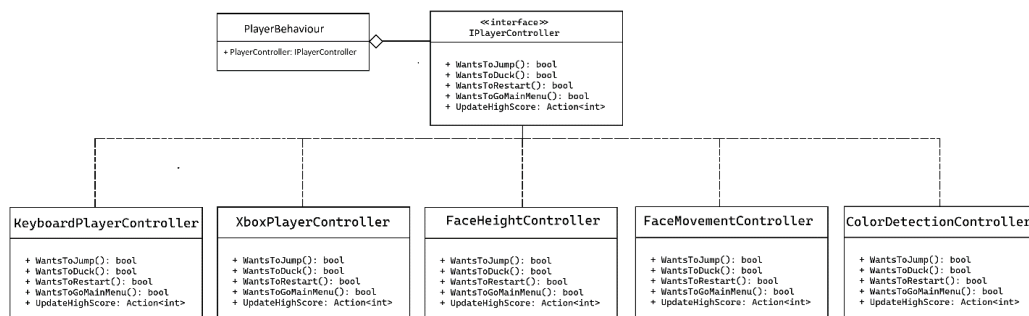 PlayerBehaviour
+ PlayerController: IPlayerController
<<interface>>
IPlayerController
+ WantsToJump(): bool
+ WantsToDuck(): bool
+ WantsToRestart(): bool
+ WantsToGoMainMenu(): bool
+ UpdateHighScore: Action<int>
KeyboardPlayerController
+ WantsToJump(): bool
+ WantsToDuck(): bool
+ WantsToRestart(): bool
+ WantsToGoMainMenu(): bool
+ UpdateHighScore: Action<int>
XboxPlayerController
+ WantsToJump(): bool
+ WantsToDuck(): bool
+ WantsToRestart(): bool
+ WantsToGoMainMenu(): bool
+ UpdateHighScore: Action<int>
FaceHeightController
+ WantsToJump(): bool
+ WantsToDuck(): bool
+ WantsToRestart(): bool
+ WantsToGoMainMenu(): bool
+ UpdateHighScore: Action<int>
FaceMovementController
+ WantsToJump(): bool
+ WantsToDuck(): bool
+ WantsToRestart(): bool
+ WantsToGoMainMenu(): bool
+ UpdateHighScore: Action<int>
ColorDetectionController
+ WantsToJump(): bool
+ WantsToDuck(): bool
+ WantsToRestart(): bool
+ WantsToGoMainMenu(): bool
+ UpdateHighScore: Action<int>